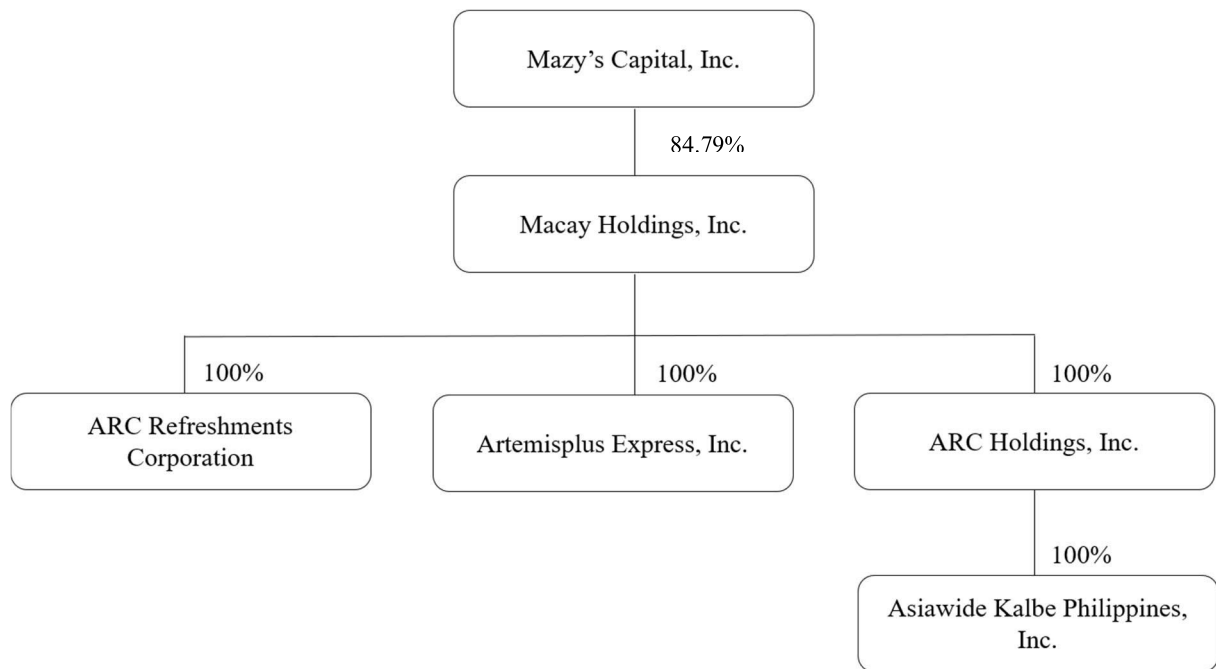 Mazy’s Capital, Inc.
84.79%
Macay Holdings, Inc.
100%
100%
100%
ARC Refreshments
Corporation
Artemisplus Express, Inc.
ARC Holdings, Inc.
100%
Asiawide Kalbe Philippines,
Inc.